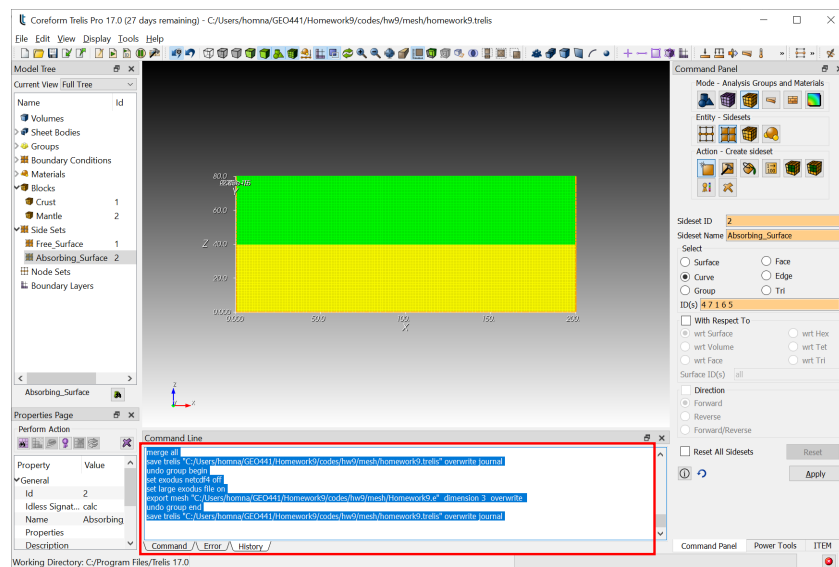 Coreform Trelis Pro 17.0 (27 days remaining) - C:/Users/homna/GEO441/Homework9/codes/hw9/mesh/homework9.trelis
File Edit View Display Tools Help
Model Tree
Current View Full Tree
Name Id
Volumes
Sheet Bodies
Groups
Boundary Conditions
Materials
Blocks
Crust 1
Mantle 2
Side Sets
Free_Surface 1
Absorbing_Surface 2
Node Sets
Boundary Layers
Absorbing_Surface
Properties Page
Perform Action
Property Value
General
Id 2
Idless Signat... calc
Name Absorbing
Properties
Description
80.0
Y
60.0
Z 40.0
20.0
0.000
0.000 50.0 100. 150. 200.
X
z
x
Command Line
merge all
save trelis "C:/Users/homna/GEO441/Homework9/codes/hw9/mesh/homework9.trelis" overwrite journal
undo group begin
set exodus netcdf4 off
set large exodus file on
export mesh "C:/Users/homna/GEO441/Homework9/codes/hw9/mesh/Homework9.e" dimension 3 overwrite
undo group end
save trelis "C:/Users/homna/GEO441/Homework9/codes/hw9/mesh/homework9.trelis" overwrite journal
Command Error History
Command Panel
Mode - Analysis Groups and Materials
Entity - Sidesets
Action - Create sideset
Sideset ID 2
Sideset Name Absorbing_Surface
Select
Surface Face
Curve Edge
Group Tri
ID(s) 4 7 1 6 5
With Respect To
wrt Surface wrt Hex
wrt Volume wrt Tet
wrt Face wrt Tri
Surface ID(s) all
Direction
Forward
Reverse
Forward/Reverse
Reset All Sidesets Reset
Apply
Command Panel Power Tools ITEM
Working Directory: C:/Program Files/Trelis 17.0